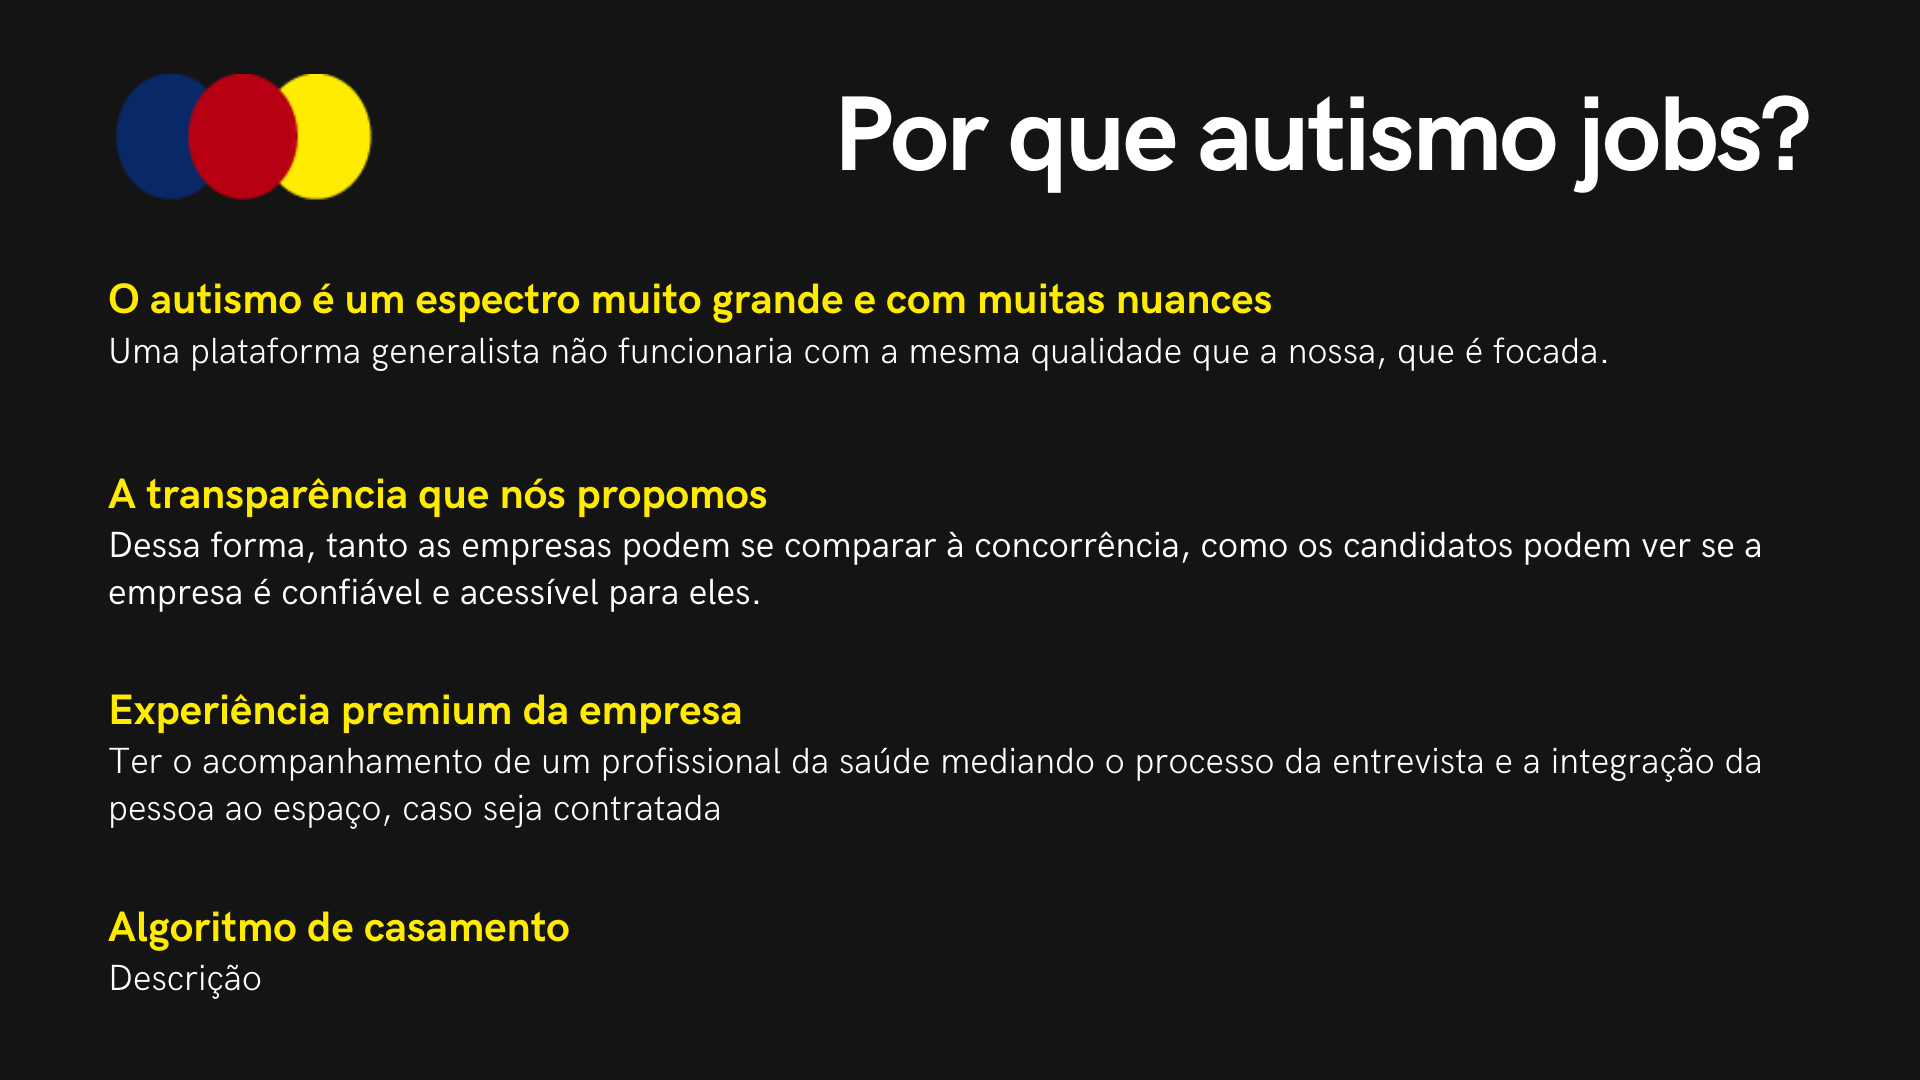 Por que autismo jobs?
O autismo é um espectro muito grande e com muitas nuances
Uma plataforma generalista não funcionaria com a mesma qualidade que a nossa, que é focada.
A transparência que nós propomos
Dessa forma, tanto as empresas podem se comparar à concorrência, como os candidatos podem ver se a
empresa é confiável e acessível para eles.
Experiência premium da empresa
Ter o acompanhamento de um profissional da saúde mediando o processo da entrevista e a integração da
pessoa ao espaço, caso seja contratada
Algoritmo de casamento
Descrição